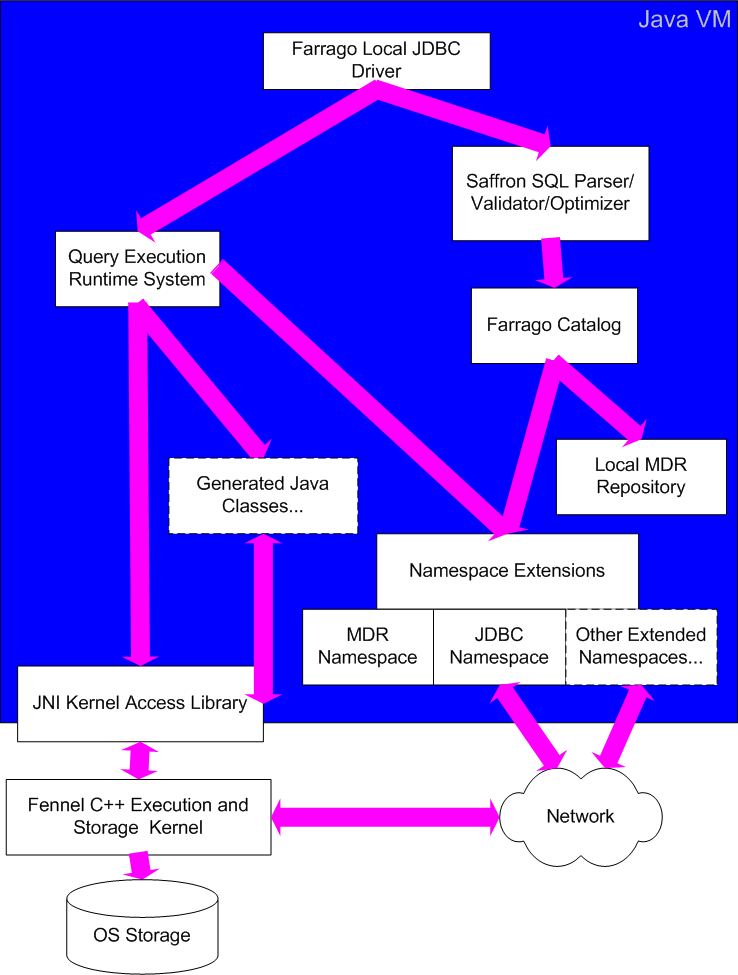 Java VM
Farrago Local JDBC
Driver
Saffron SQL Parser/
Validator/Optimizer
Query Execution
Runtime System
Farrago Catalog
Local MDR
Repository
Generated Java
Classes...
Namespace Extensions
MDR
Namespace
JDBC
Namespace
Other Extended
Namespaces...
JNI Kernel Access Library
Fennel C++ Execution and
Storage Kernel
Network
OS Storage